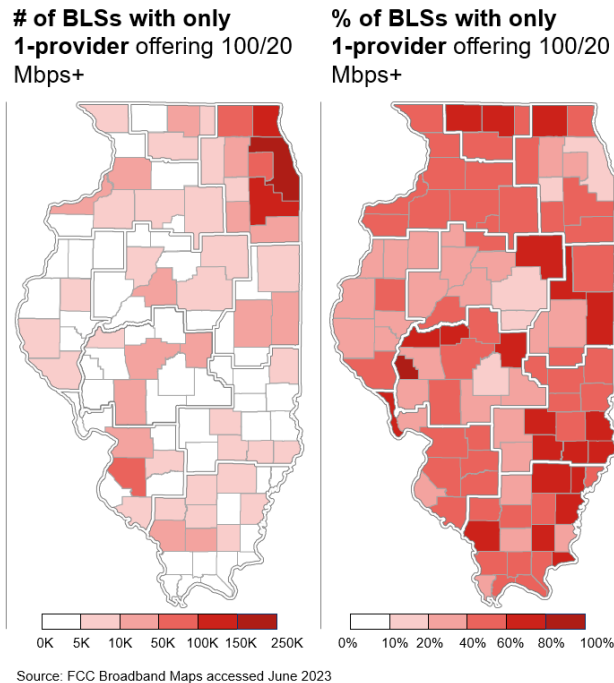 # of BLSs with only
1-provider offering 100/20
Mbps+
% of BLSs with only
1-provider offering 100/20
Mbps+
0K 5K 10K 50K 100K 150K 250K
0% 10% 20% 40% 60% 80% 100%
Source: FCC Broadband Maps accessed June 2023